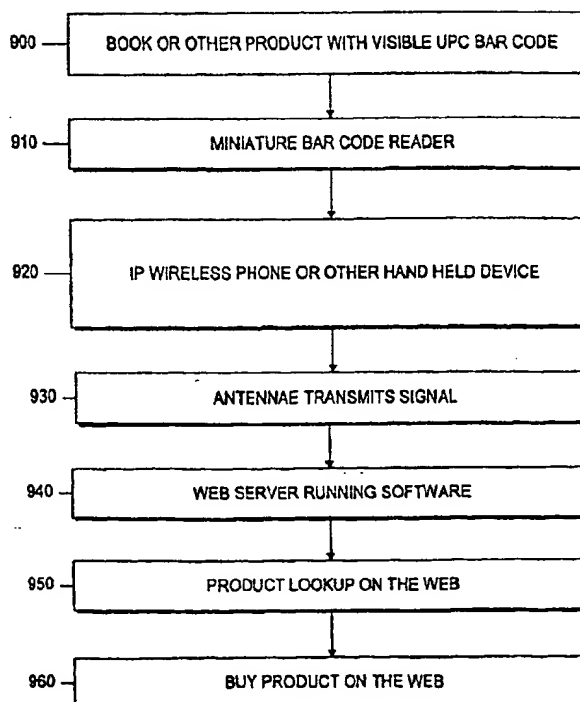 900 BOOK OR OTHER PRODUCT WITH VISIBLE UPC BAR CODE
910 MINIATURE BAR CODE READER
920 IP WIRELESS PHONE OR OTHER HAND HELD DEVICE
930 ANTENNAE TRANSMITS SIGNAL
940 WEB SERVER RUNNING SOFTWARE
950 PRODUCT LOOKUP ON THE WEB
960 BUY PRODUCT ON THE WEB